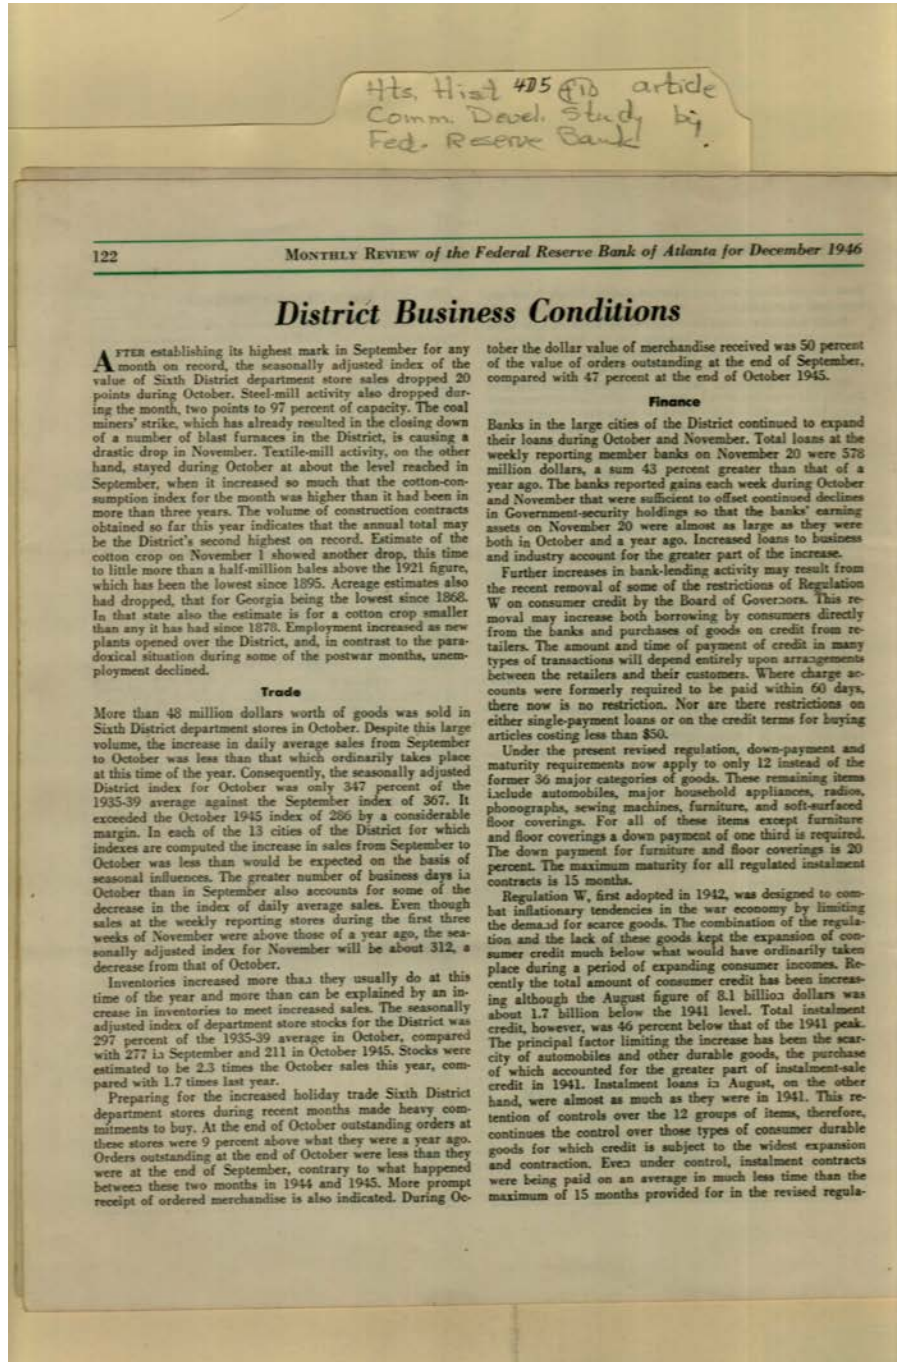 Hts. Hist 4D5 article
Comm. Devel. Study by
Fed. Reserve Bank.
122
MONTHLY REVIEW of the Federal Reserve Bank of Atlanta for December 1946
District Business Conditions
AFTER establishing its highest mark in September for any
month on record, the seasonally adjusted index of the
value of Sixth District department store sales dropped 20
points during October. Steel-mill activity also dropped dur-
ing the month, two points to 97 percent of capacity. The coal
miners' strike, which has already resulted in the closing down
of a number of blast furnaces in the District, is causing a
drastic drop in November. Textile-mill activity, on the other
hand, stayed during October at about the level reached in
September, when it increased so much that the cotton-con-
sumption index for the month was higher than it had been in
more than three years. The volume of construction contracts
obtained so far this year indicates that the annual total may
be the District's second highest on record. Estimate of the
cotton crop on November 1 showed another drop, this time
to little more than a half-million bales above the 1921 figure,
which has been the lowest since 1895. Acreage estimates also
had dropped, that for Georgia being the lowest since 1868.
In that state also the estimate is for a cotton crop smaller
than any it has had since 1878. Employment increased as new
plants opened over the District, and, in contrast to the para-
doxical situation during some of the postwar months, unem-
ployment declined.
Trade
More than 48 million dollars worth of goods was sold in
Sixth District department stores in October. Despite this large
volume, the increase in daily average sales from September
to October was less than that which ordinarily takes place
at this time of the year. Consequently, the seasonally adjusted
District index for October was only 347 percent of the
1935-39 average against the September index of 367. It
exceeded the October 1945 index of 286 by a considerable
margin. In each of the 13 cities of the District for which
indexes are computed the increase in sales from September to
October was less than would be expected on the basis of
seasonal influences. The greater number of business days in
October than in September also accounts for some of the
decrease in the index of daily average sales. Even though
sales at the weekly reporting stores during the first three
weeks of November were above those of a year ago, the sea-
sonally adjusted index for November will be about 312, a
decrease from that of October.
Inventories increased more than they usually do at this
time of the year and more than can be explained by an in-
crease in inventories to meet increased sales. The seasonally
adjusted index of department store stocks for the District was
297 percent of the 1935-39 average in October, compared
with 277 in September and 211 in October 1945. Stocks were
estimated to be 2.3 times the October sales this year, com-
pared with 1.7 times last year.
Preparing for the increased holiday trade Sixth District
department stores during recent months made heavy com-
mitments to buy. At the end of October outstanding orders at
these stores were 9 percent above what they were a year ago.
Orders outstanding at the end of October were less than they
were at the end of September, contrary to what happened
between these two months in 1944 and 1945. More prompt
receipt of ordered merchandise is also indicated. During Oc-
tober the dollar value of merchandise received was 50 percent
of the value of orders outstanding at the end of September,
compared with 47 percent at the end of October 1945.
Finance
Banks in the large cities of the District continued to expand
their loans during October and November. Total loans at the
weekly reporting member banks on November 20 were 578
million dollars, a sum 43 percent greater than that of a
year ago. The banks reported gains each week during October
and November that were sufficient to offset continued declines
in Government-security holdings so that the banks' earning
assets on November 20 were almost as large as they were
both in October and a year ago. Increased loans to business
and industry account for the greater part of the increase.
Further increases in bank-lending activity may result from
the recent removal of some of the restrictions of Regulation
W on consumer credit by the Board of Governors. This re-
moval may increase both borrowing by consumers directly
from the banks and purchases of goods on credit from re-
tailers. The amount and time of payment of credit in many
types of transactions will depend entirely upon arrangements
between the retailers and their customers. Where charge ac-
counts were formerly required to be paid within 60 days,
there now is no restriction. Nor are there restrictions on
either single-payment loans or on the credit terms for buying
articles costing less than $50.
Under the present revised regulation, down-payment and
maturity requirements now apply to only 12 instead of the
former 36 major categories of goods. These remaining items
include automobiles, major household appliances, radios,
phonographs, sewing machines, furniture, and soft-surfaced
floor coverings. For all of these items except furniture
and floor coverings a down payment of one third is required.
The down payment for furniture and floor coverings is 20
percent. The maximum maturity for all regulated instalment
contracts is 15 months.
Regulation W, first adopted in 1942, was designed to com-
bat inflationary tendencies in the war economy by limiting
the demand for scarce goods. The combination of the regula-
tion and the lack of these goods kept the expansion of con-
sumer credit much below what would have ordinarily taken
place during a period of expanding consumer incomes. Re-
cently the total amount of consumer credit has been increas-
ing although the August figure of 8.1 billion dollars was
about 1.7 billion below the 1941 level. Total instalment
credit, however, was 46 percent below that of the 1941 peak.
The principal factor limiting the increase has been the scar-
city of automobiles and other durable goods, the purchase
of which accounted for the greater part of instalment-sale
credit in 1941. Instalment loans in August, on the other
hand, were almost as much as they were in 1941. This re-
tention of controls over the 12 groups of items, therefore,
continues the control over those types of consumer durable
goods for which credit is subject to the widest expansion
and contraction. Even under control, instalment contracts
were being paid on an average in much less time than the
maximum of 15 months provided for in the revised regula-